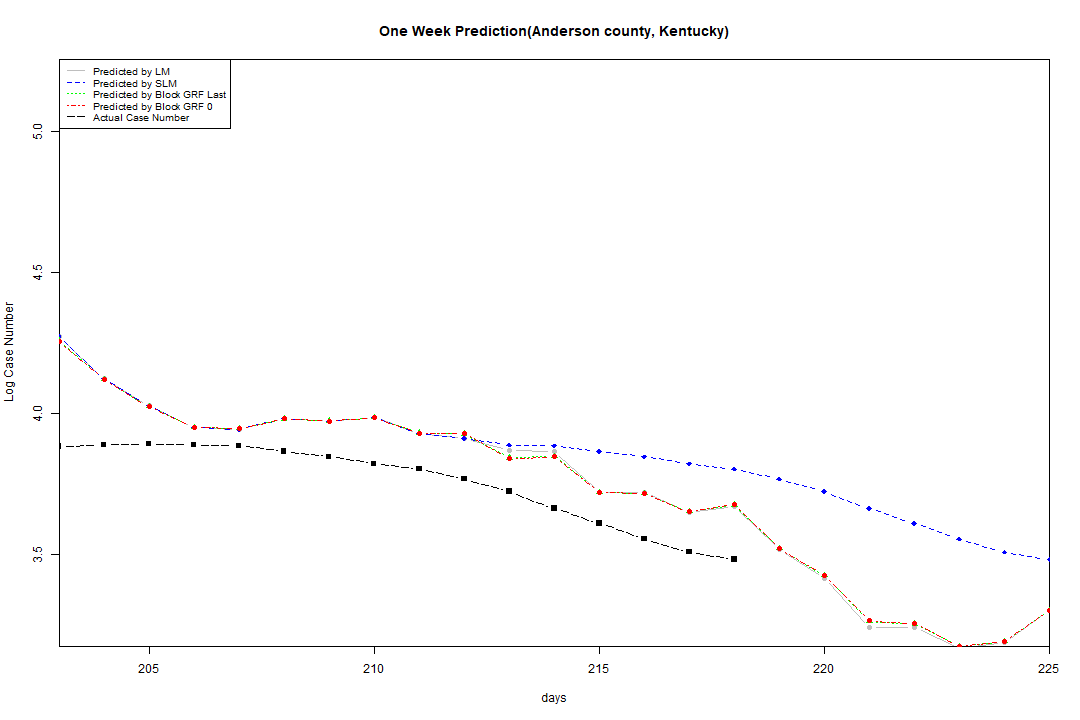 One Week Prediction(Anderson county, Kentucky)
Predicted by LM
Predicted by SLM
Predicted by Block GRF Last
Predicted by Block GRF 0
Actual Case Number
5.0
4.5
4.0
3.5
Log Case Number
205 210 215 220 225
days